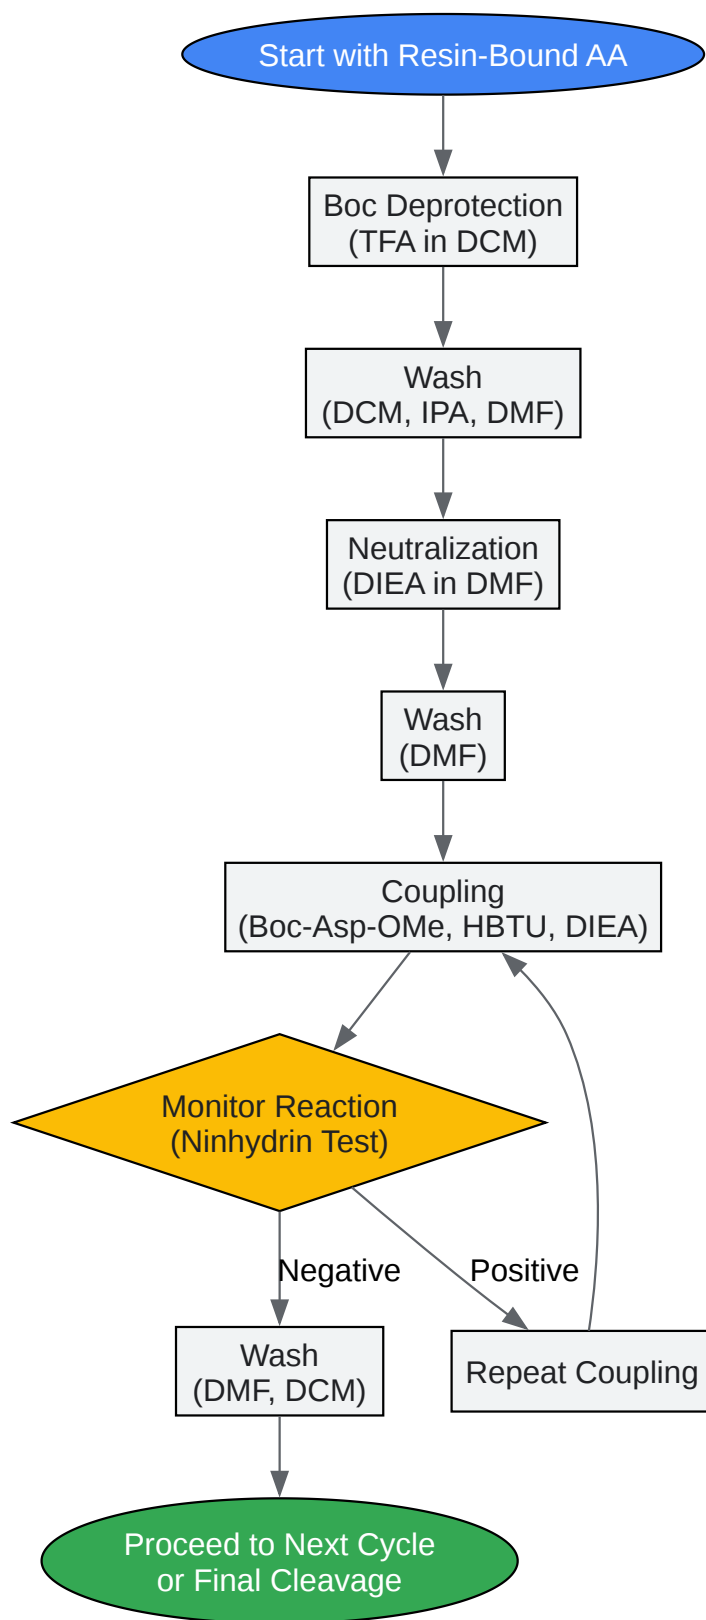 Start with Resin-Bound AA
Boc Deprotection
(TFA in DCM)
Wash
(DCM, IPA, DMF)
Neutralization
(DIEA in DMF)
Wash
(DMF)
Coupling
(Boc-Asp-OMe, HBTU, DIEA)
Monitor Reaction
(Ninhydrin Test)
Negative
Positive
Wash
(DMF, DCM)
Repeat Coupling
Proceed to Next Cycle
or Final Cleavage